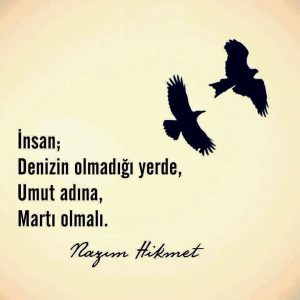 İnsan;
Denizin olmadığı yerde,
Umut adına,
Martı olmalı.
Nazım Hikmet